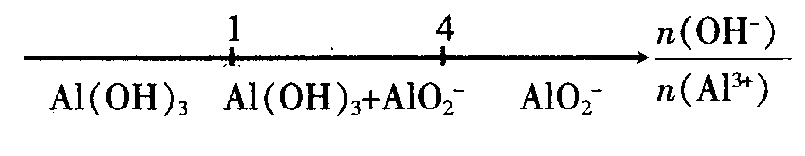 1 4 n(OH⁻)
Al(OH)₃ Al(OH)₃+AlO₂⁻ AlO₂⁻ n(Al³⁺)